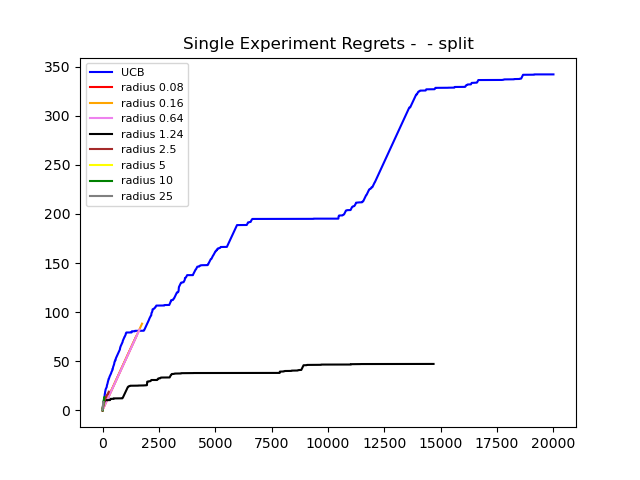 Single Experiment Regrets -  - split
350
300
250
200
150
100
50
0
UCB
radius 0.08
radius 0.16
radius 0.64
radius 1.24
radius 2.5
radius 5
radius 10
radius 25
0 2500 5000 7500 10000 12500 15000 17500 20000